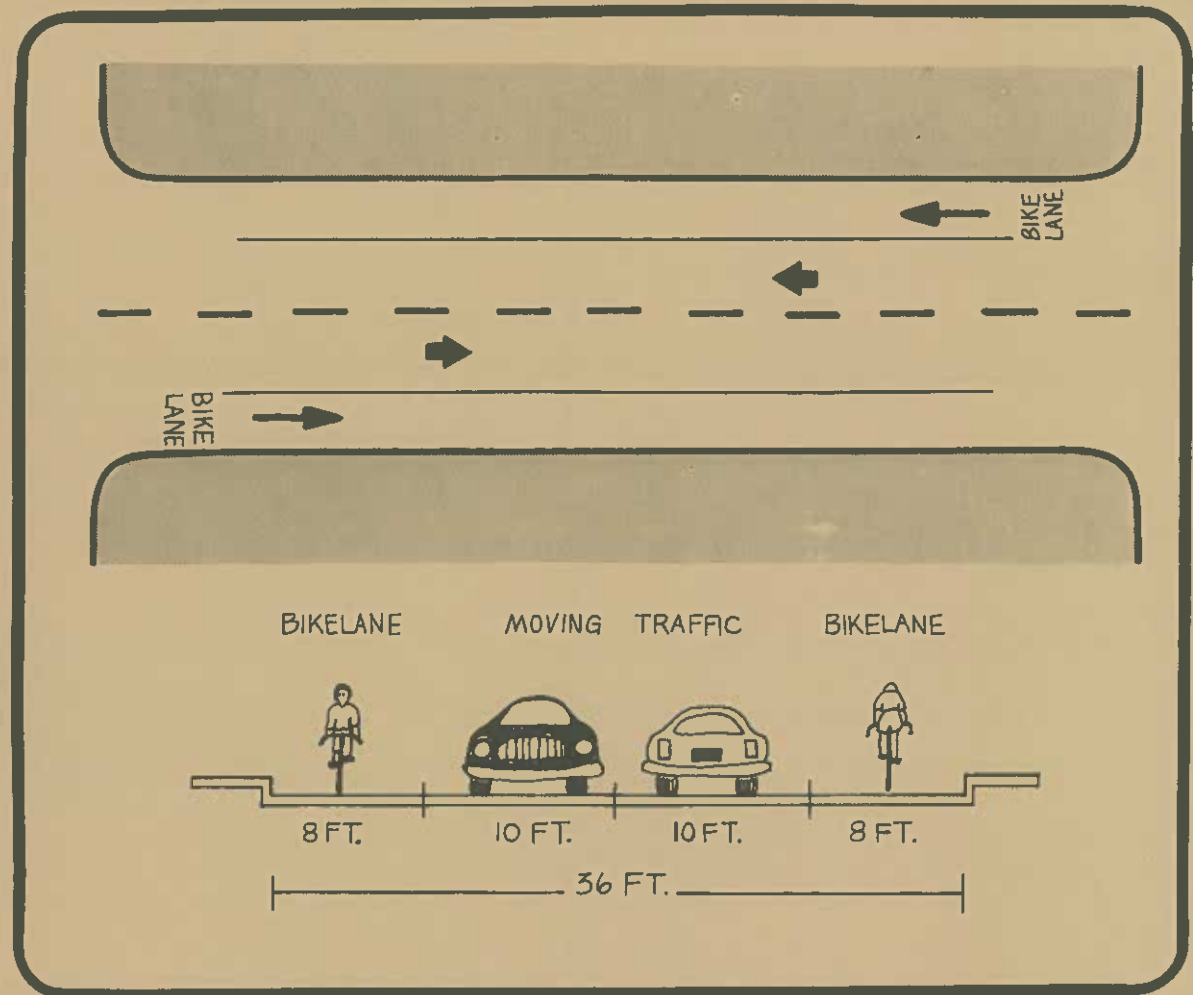 BIKE
LANE
BIKE
LANE
BIKELANE MOVING TRAFFIC BIKELANE
8 FT. 10 FT. 10 FT. 8 FT.
36 FT.